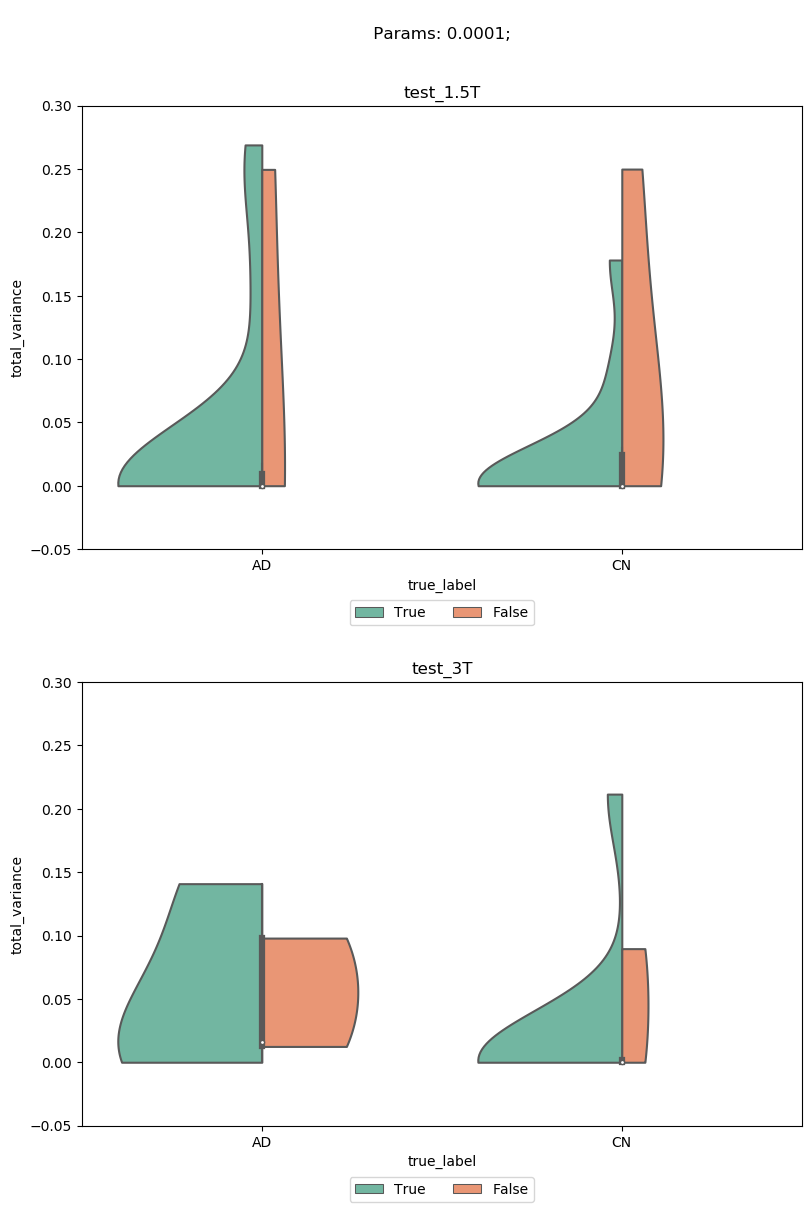 Params: 0.0001;
test_1.5T
0.30
0.25
0.20
0.15
0.10
0.05
0.00
−0.05
total_variance
AD
CN
true_label
True
False
test_3T
0.30
0.25
0.20
0.15
0.10
0.05
0.00
−0.05
total_variance
AD
CN
true_label
True
False